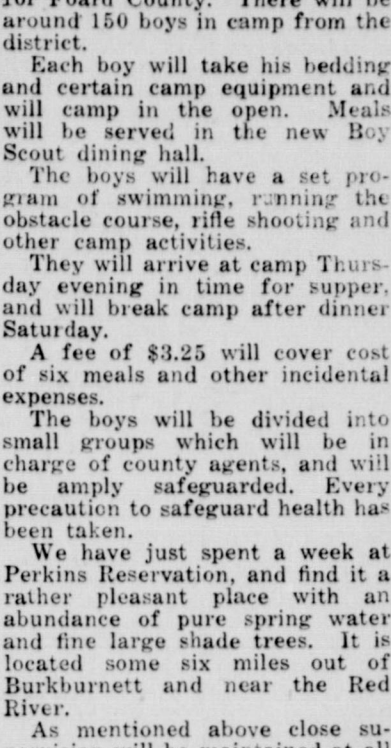 for Foard County. There will be
around 150 boys in camp from the
district.
Each boy will take his bedding
and certain camp equipment and
will camp in the open. Meals
will be served in the new Boy
Scout dining hall.
The boys will have a set pro-
gram of swimming, running the
obstacle course, rifle shooting and
other camp activities.
They will arrive at camp Thurs-
day evening in time for supper,
and will break camp after dinner
Saturday.
A fee of $3.25 will cover cost
of six meals and other incidental
expenses.
The boys will be divided into
small groups which will be in
charge of county agents, and will
be amply safeguarded. Every
precaution to safeguard health has
been taken.
We have just spent a week at
Perkins Reservation, and find it a
rather pleasant place with an
abundance of pure spring water
and fine large shade trees. It is
located some six miles out of
Burkburnett and near the Red
River.
As mentioned above close su-